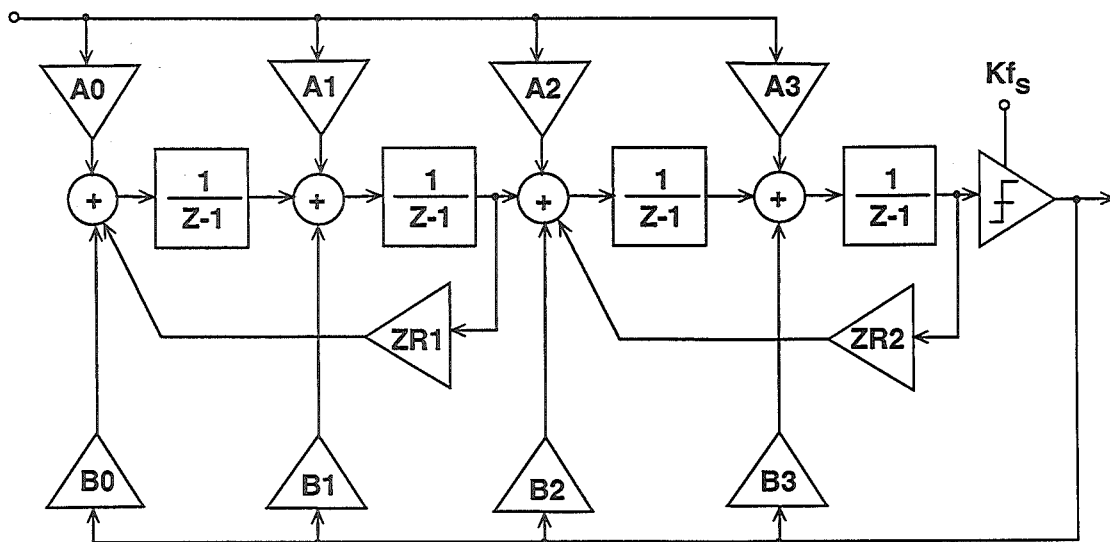 A0
A1
A2
A3
Kfs
+
1
Z-1
+
1
Z-1
+
1
Z-1
+
1
Z-1
ZR1
ZR2
B0
B1
B2
B3